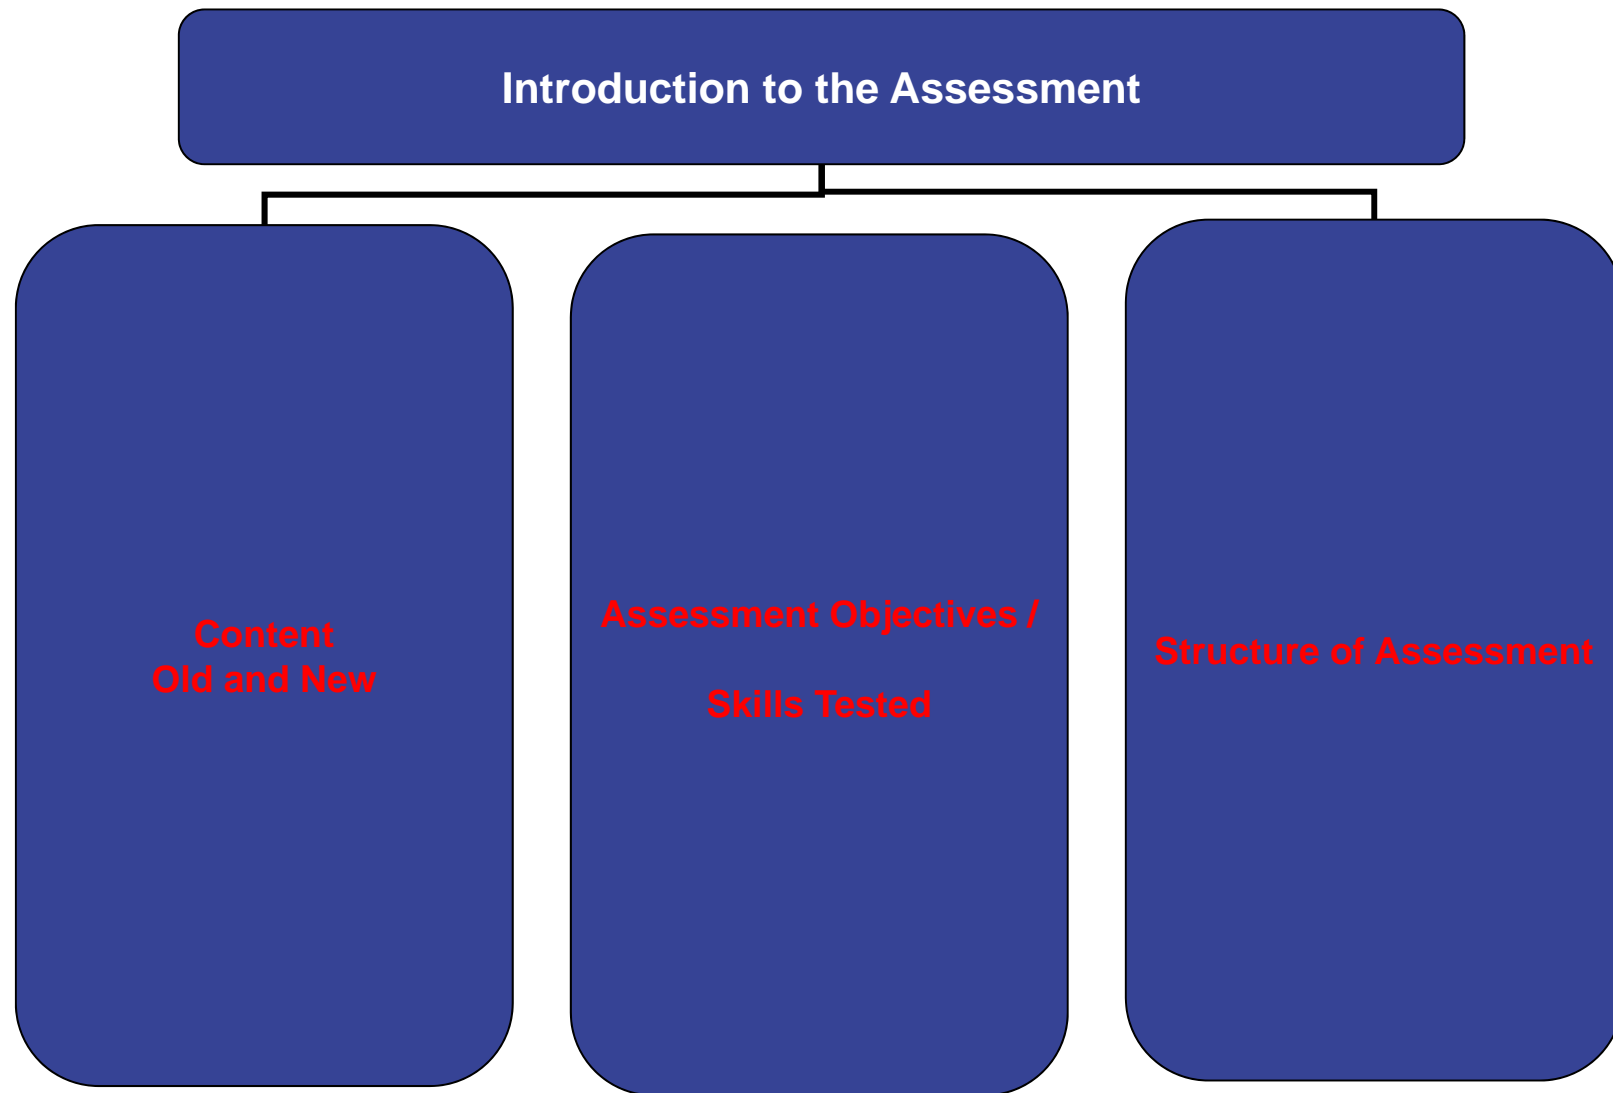 Introduction to the Assessment
Content
Old and New
Assessment Objectives /
Skills Tested
Structure of Assessment